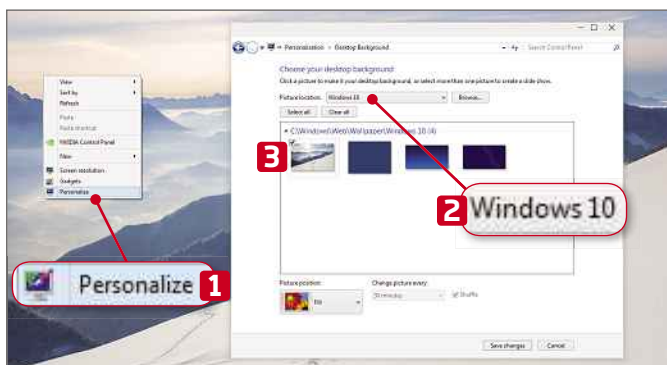 View
Sort by
Refresh
Paste
Paste shortcut
NVIDIA Control Panel
New
Screen resolution
Gadgets
Personalize
Personalize 1
Personalization Desktop Background
Search Control Panel
Choose your desktop background
Click a picture to make it your desktop background, or select more than one picture to create a slide show.
Picture location: Windows 10 Browse...
Select all Clear all
C:\Windows\Web\Wallpaper\Windows 10 (4)
3
2 Windows 10
Picture position: Change picture every:
Fill 30 minutes Shuffle
Save changes Cancel